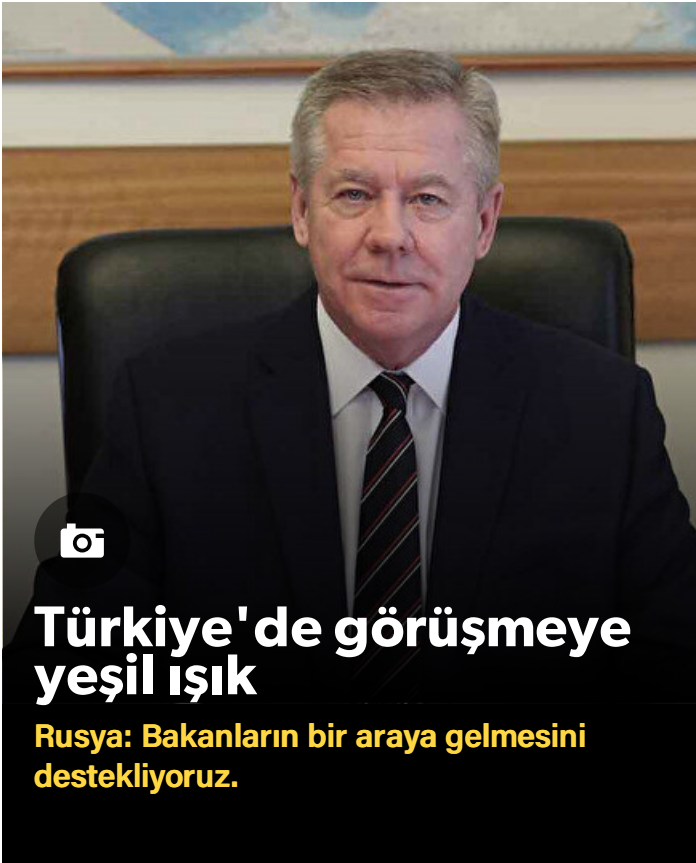 Türkiye'de görüşmeye
yeşil ışık
Rusya: Bakanların bir araya gelmesini
destekliyoruz.